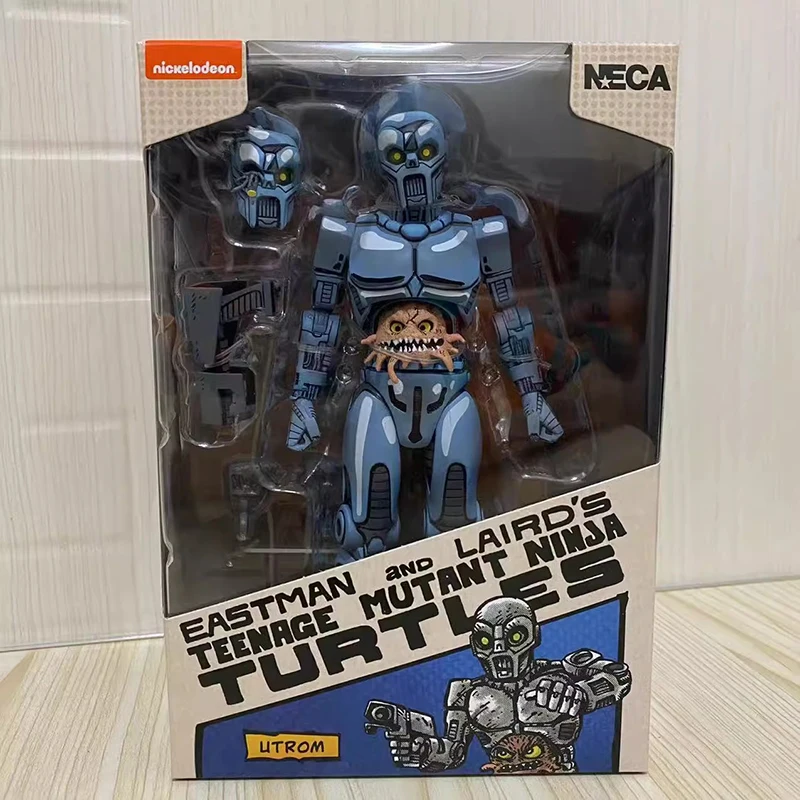 nickelodeon
NECA
EASTMAN AND LAIRD'S
TEENAGE MUTANT NINJA
TURTLES
UTROM